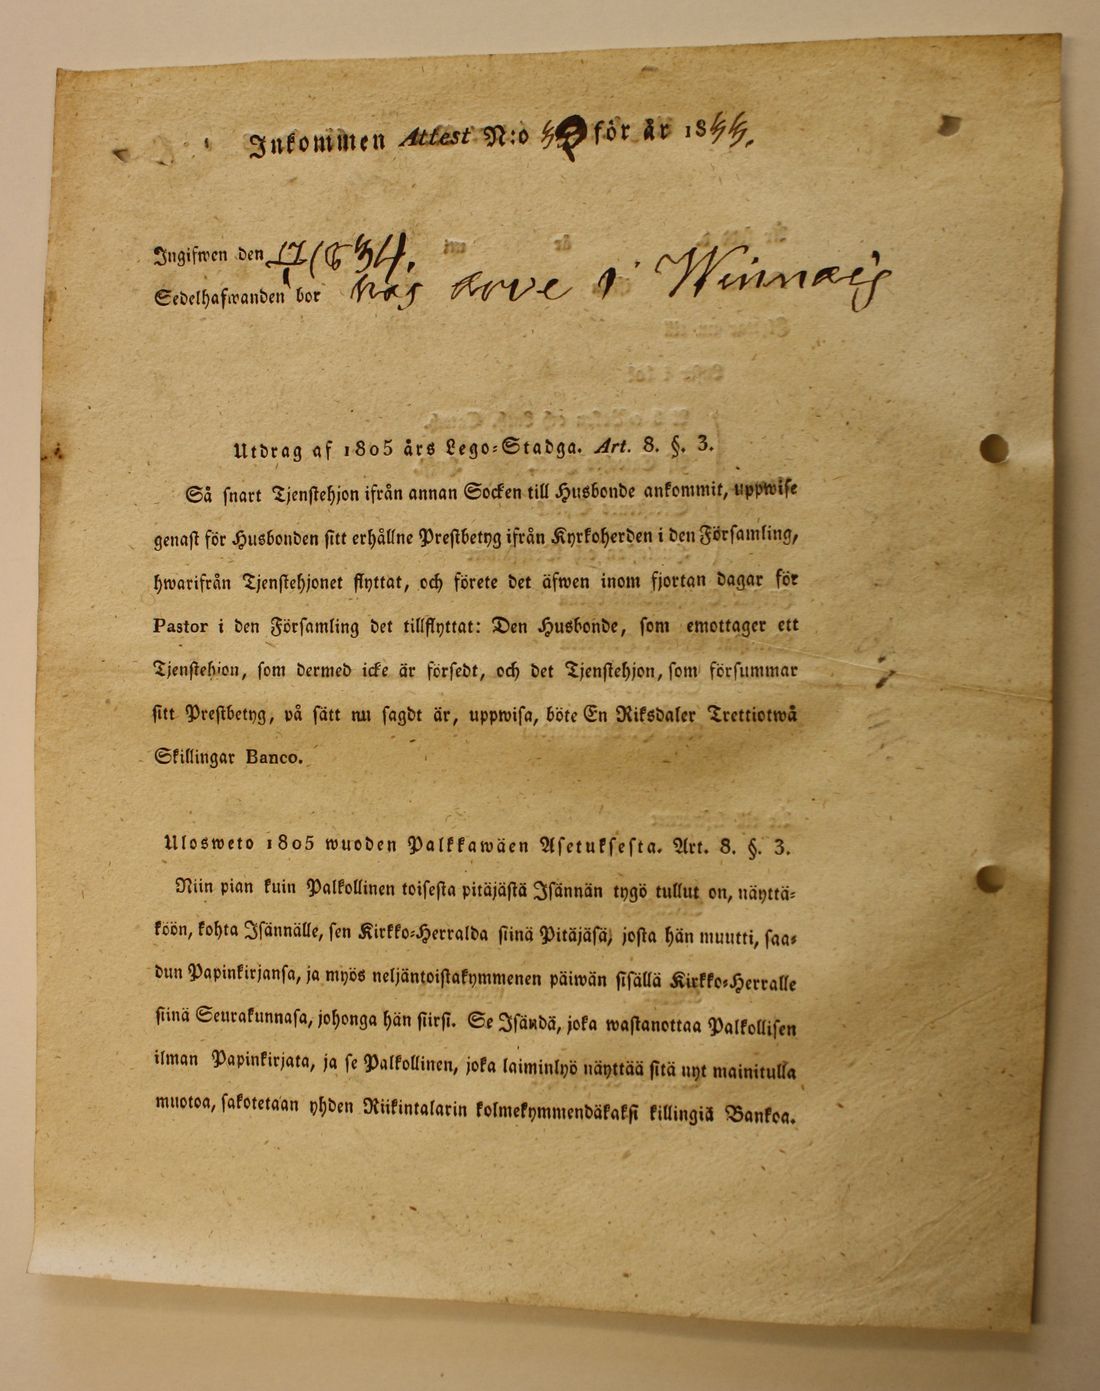 Inkommen Attest N:o för år 18
Ingifwen den 17
Sedelhafwanden bor hos i
Utdrag af 1805 års Lego-Stadga. Art. 8. §. 3.
Så snart Tjenstehjon ifrån annan Socken till Husbonde ankommit, uppwise
genast för Husbonden sitt erhållne Prestbetyg ifrån Kyrkoherden i den Församling,
hwarifrån Tjenstehjonet flyttat, och förete det äfwen inom fjortan dagar för
Pastor i den Församling det tillflyttat: Den Husbonde, som emottager ett
Tjenstehjon, som dermed icke är försedt, och det Tjenstehjon, som försummar
sitt Prestbetyg, på sätt nu sagdt är, uppwisa, böte En Riksdaler Trettiotwå
Skillingar Banco.
Ulosweto 1805 wuoden Palkkawäen Asetuksesta. Art. 8. §. 3.
Niin pian kuin Palkollinen toisesta pitäjästä Isännän tygö tullut on, näyttä-
köön, kohta Isännälle, sen Kirkko-Herralda siinä Pitäjäsä, josta hän muutti, saa-
dun Papinkirjansa, ja myös neljäntoistakymmenen päiwän sisällä Kirkko-Herralle
siinä Seurakunnasa, johonga hän siirsi. Se Isändä, joka wastanottaa Palkollisen
ilman Papinkirjata, ja se Palkollinen, joka laiminlyö näyttää sitä nyt mainitulla
muotoa, sakotetaan yhden Riikintalarin kolmekymmendäkaksi killingiä Bankoa.